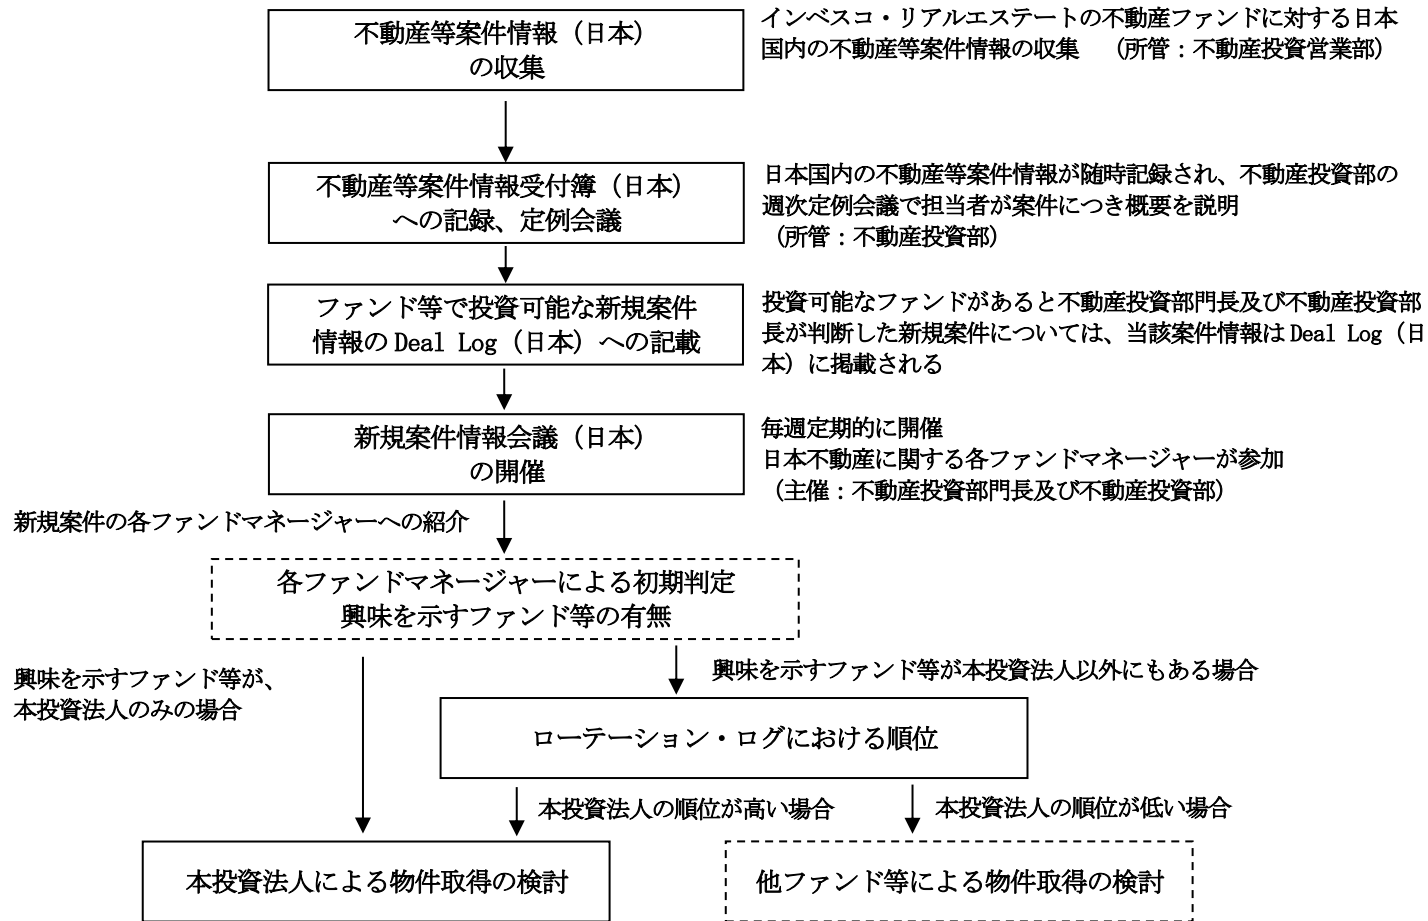 不動産等案件情報（日本）
の収集
インベスコ・リアルエステートの不動産ファンドに対する日本
国内の不動産等案件情報の収集　（所管：不動産投資営業部）
不動産等案件情報受付簿（日本）
への記録、定例会議
日本国内の不動産等案件情報が随時記録され、不動産投資部の
週次定例会議で担当者が案件につき概要を説明
（所管：不動産投資部）
ファンド等で投資可能な新規案件
情報の Deal Log（日本）への記載
投資可能なファンドがあると不動産投資部門長及び不動産投資部
長が判断した新規案件については、当該案件情報は Deal Log（日
本）に掲載される
新規案件情報会議（日本）
の開催
毎週定期的に開催
日本不動産に関する各ファンドマネージャーが参加
（主催：不動産投資部門長及び不動産投資部）
新規案件の各ファンドマネージャーへの紹介
各ファンドマネージャーによる初期判定
興味を示すファンド等の有無
興味を示すファンド等が、
本投資法人のみの場合
興味を示すファンド等が本投資法人以外にもある場合
ローテーション・ログにおける順位
本投資法人の順位が高い場合
本投資法人の順位が低い場合
本投資法人による物件取得の検討
他ファンド等による物件取得の検討